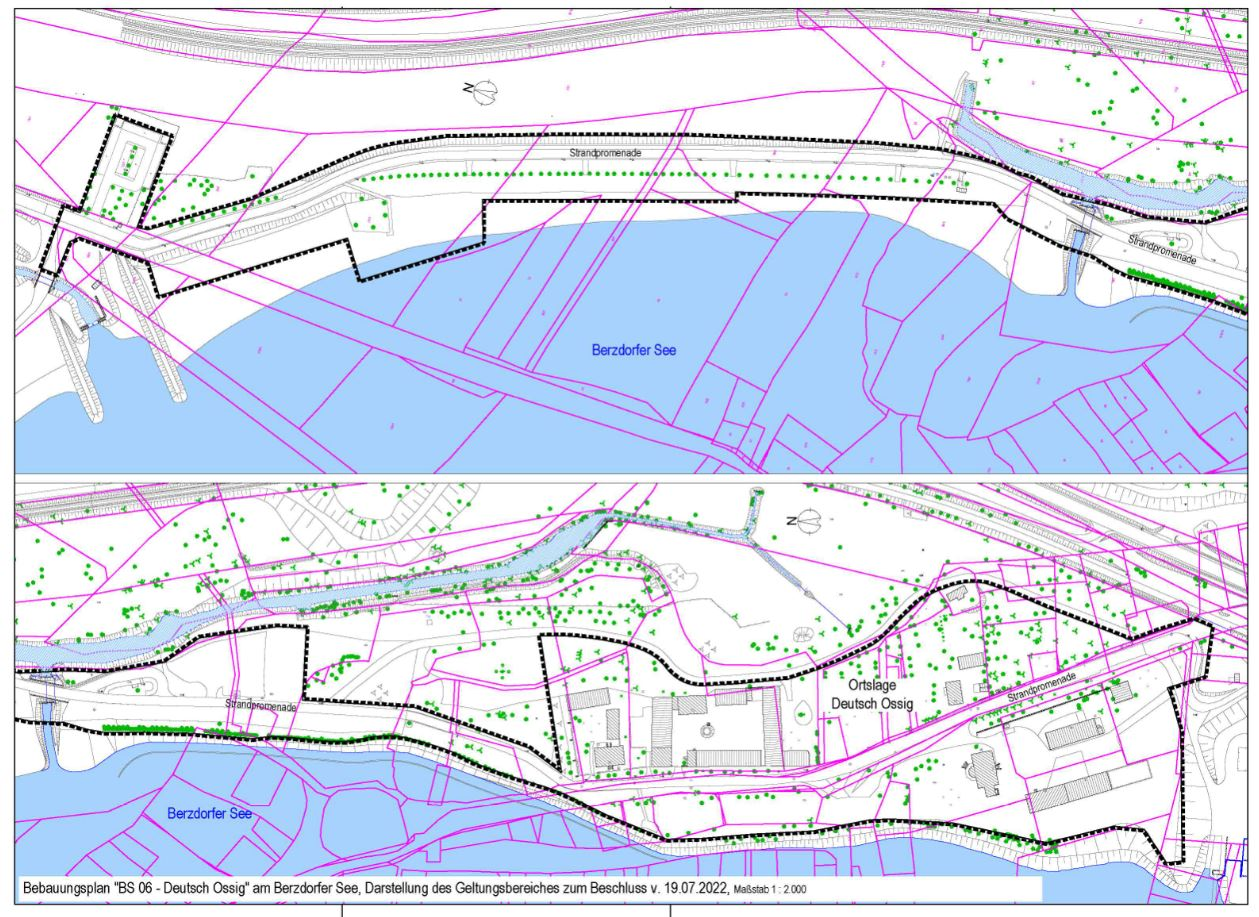 N
Strandpromenade
Strandpromenade
Berzdorfer See
N
Ortslage
Deutsch Ossig
Strandpromenade
Strandpromenade
Berzdorfer See
Bebauungsplan "BS 06 - Deutsch Ossig" am Berzdorfer See, Darstellung des Geltungsbereiches zum Beschluss v. 19.07.2022, Maßstab 1 : 2.000